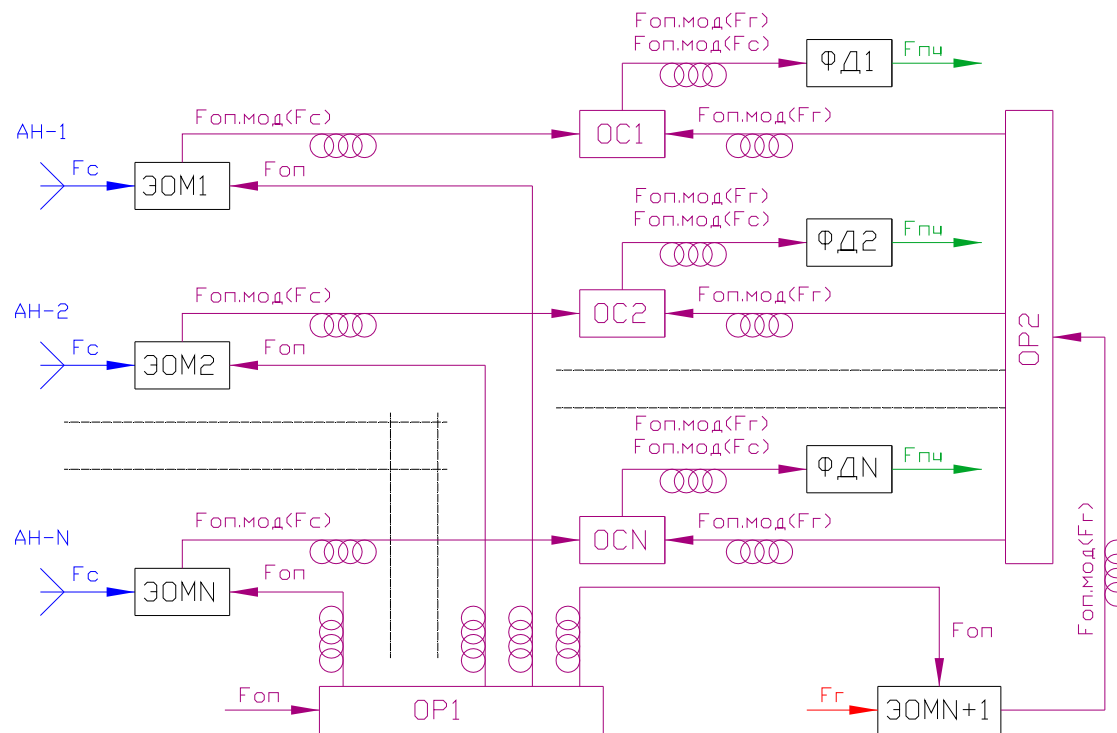 Fоп.мод(Fг)
Fоп.мод(Fс)
ФД1
Fпч
АН-1
Fоп.мод(Fс)
ОС1
Fоп.мод(Fг)
Fс
ЭОМ1
Fоп
Fоп.мод(Fг)
Fоп.мод(Fс)
ФД2
Fпч
АН-2
Fоп.мод(Fс)
ОС2
Fоп.мод(Fг)
ОР2
Fс
ЭОМ2
Fоп
Fоп.мод(Fг)
Fоп.мод(Fс)
ФДN
Fпч
АН-N
Fоп.мод(Fс)
ОСN
Fоп.мод(Fг)
Fс
ЭОМN
Fоп
Fоп.мод(Fг)
Fоп
Fоп
ОР1
Fг
ЭОМN+1